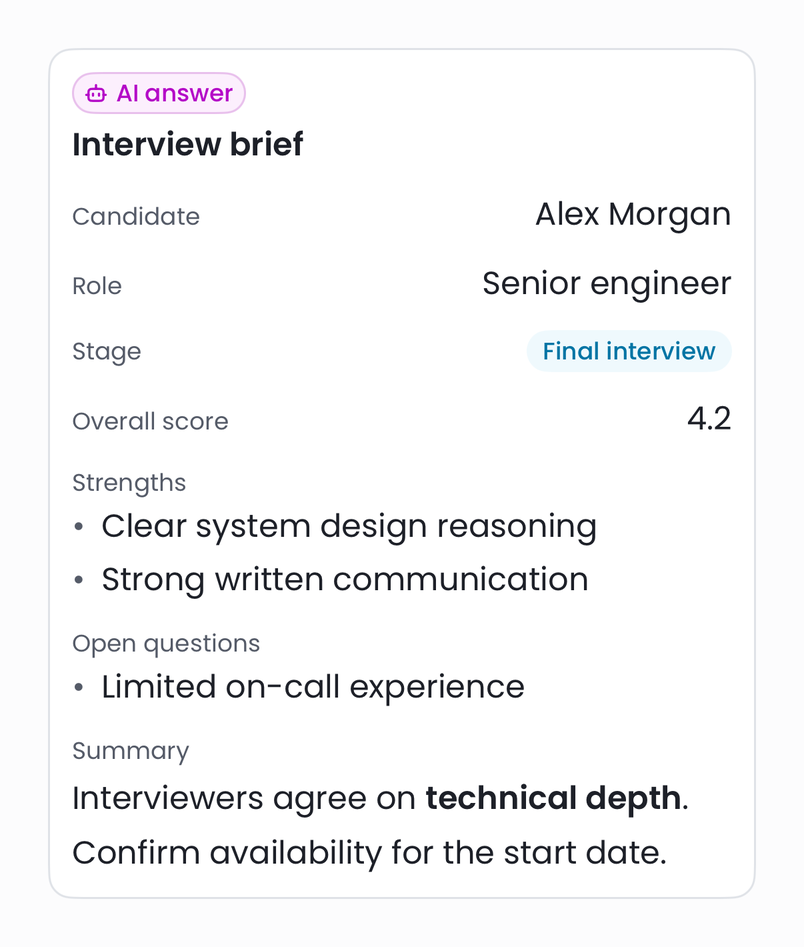 AI answer
Interview brief
Candidate
Alex Morgan
Role
Senior engineer
Stage
Final interview
Overall score
4.2
Strengths
• Clear system design reasoning
• Strong written communication
Open questions
• Limited on-call experience
Summary
Interviewers agree on technical depth.
Confirm availability for the start date.